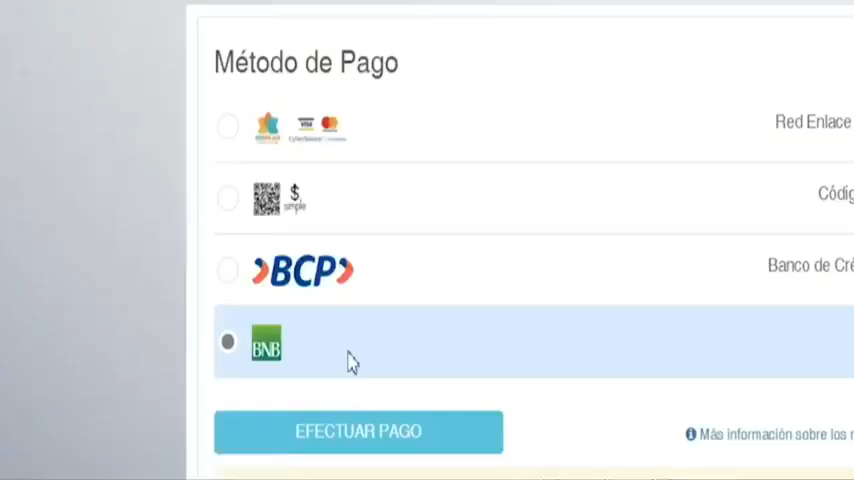 Método de Pago
VISA
Red Enlace
$
simple
Códig
BCP
Banco de Cré
BNB
EFECTUAR PAGO
Más información sobre los